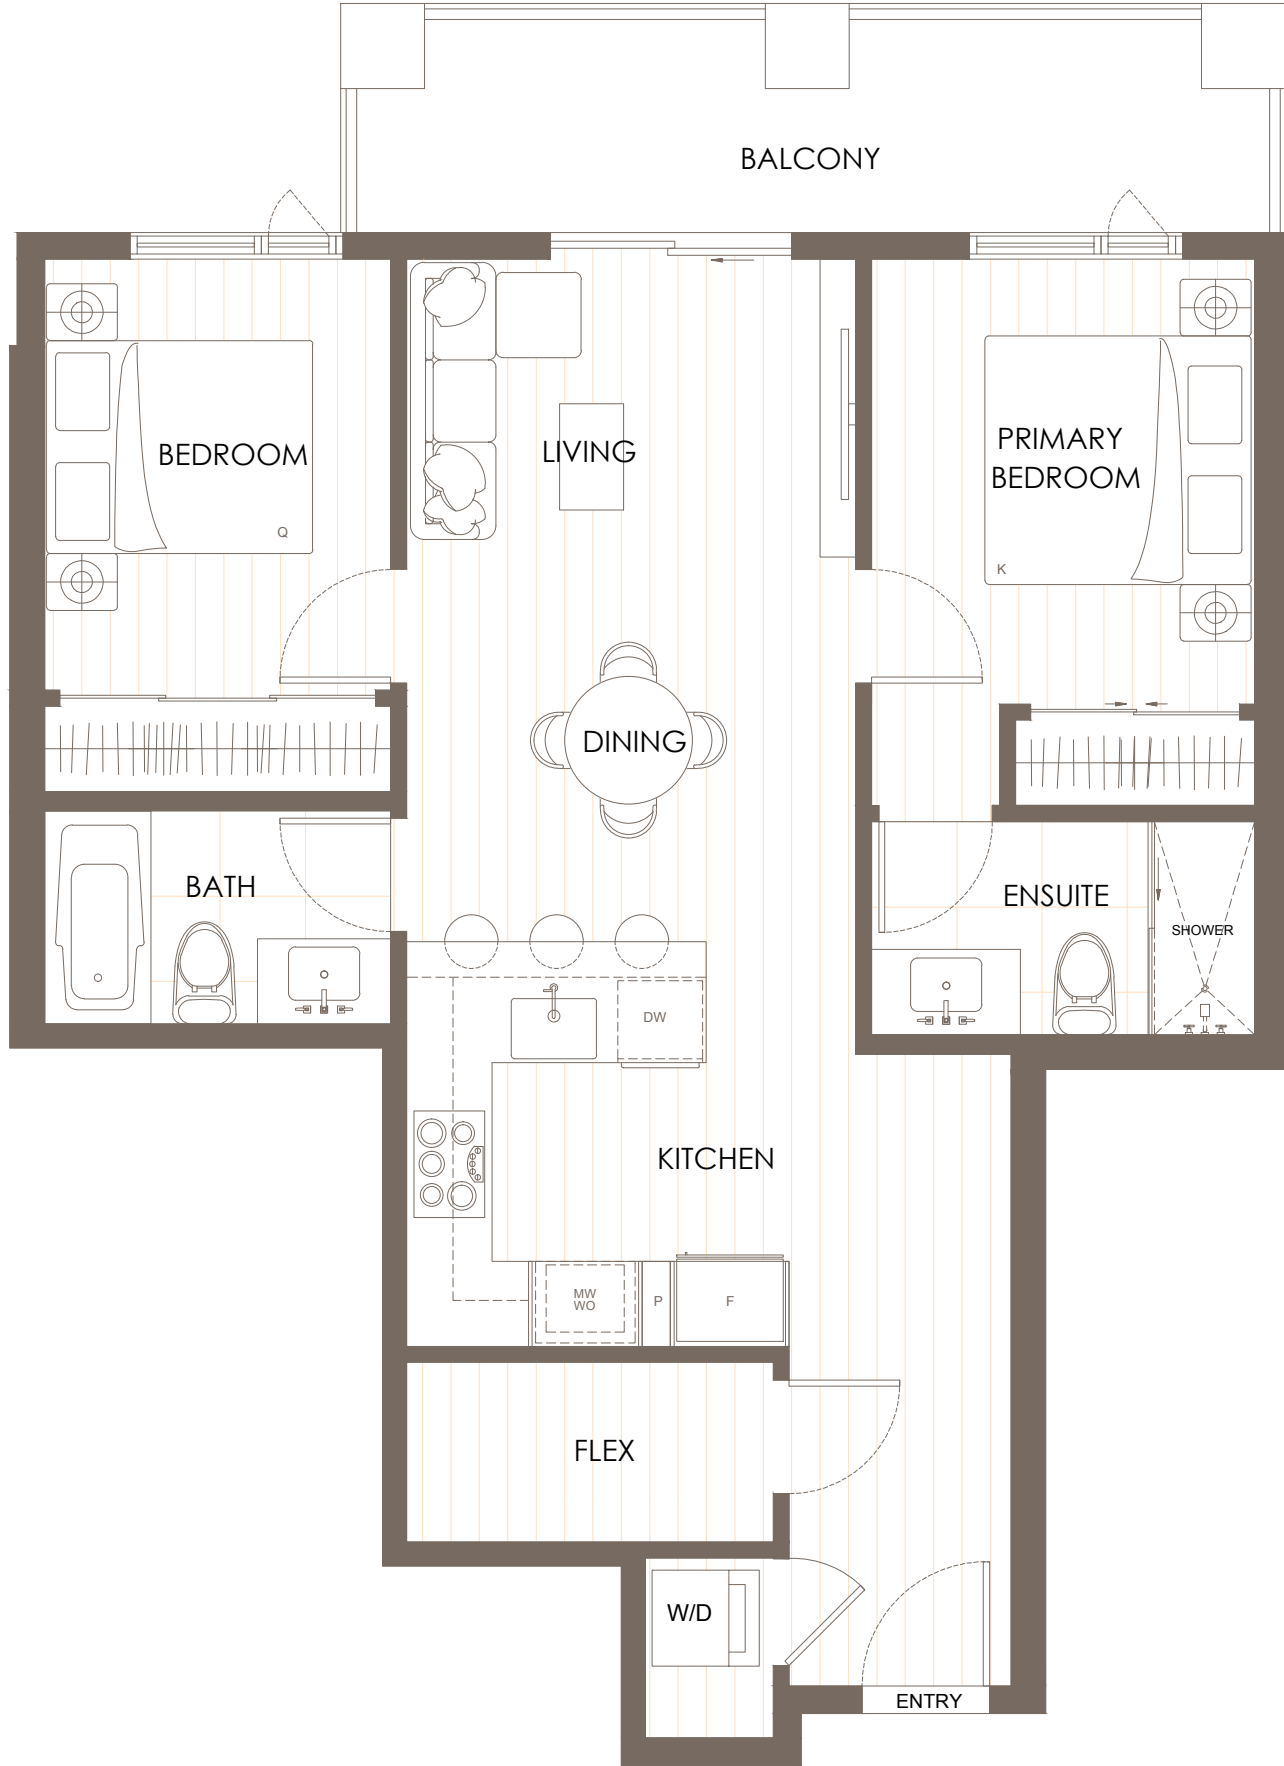 BALCONY
BEDROOM
Q
LIVING
PRIMARY
BEDROOM
K
DINING
BATH
ENSUITE
SHOWER
DW
KITCHEN
MW
WO
P
F
FLEX
W/D
ENTRY